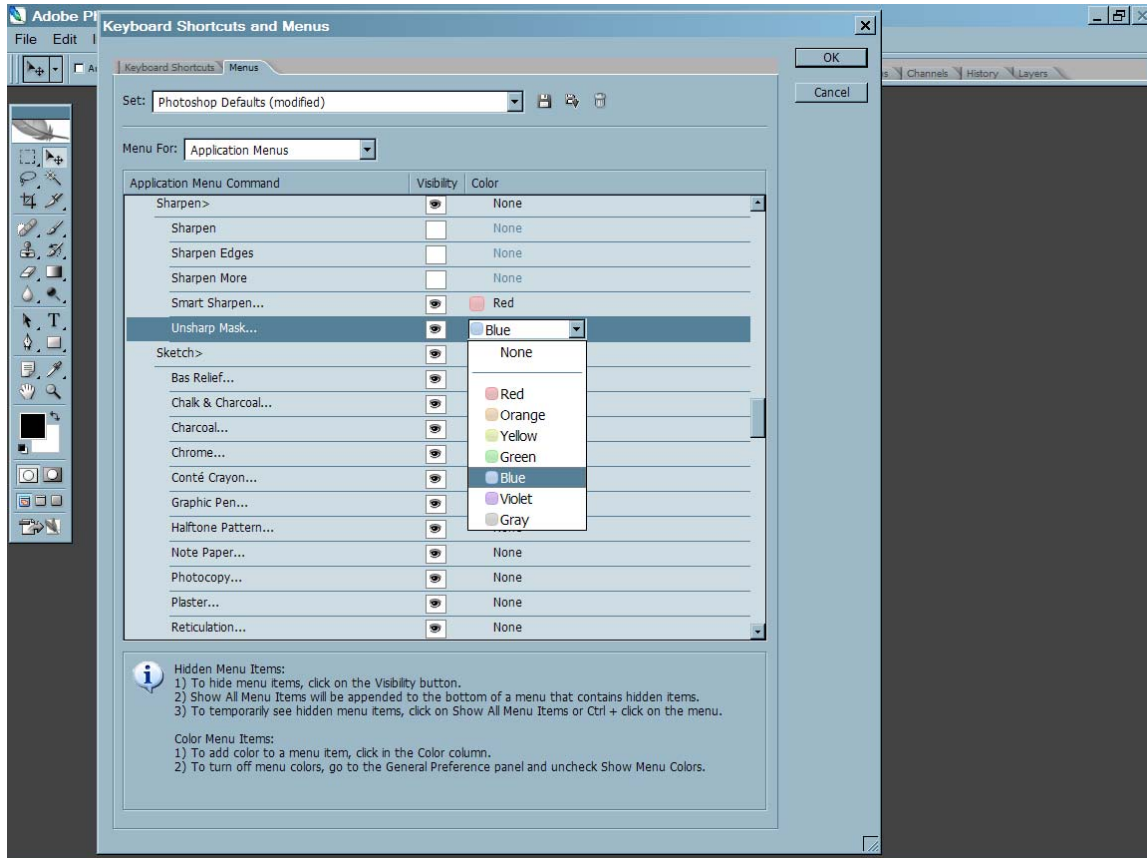 Adobe P
Keyboard Shortcuts and Menus
File Edit
Keyboard Shortcuts Menus
OK
Cancel
Channels History Layers
Set: Photoshop Defaults (modified)
Menu For: Application Menus
Application Menu Command Visibility Color
Sharpen> None
Sharpen None
Sharpen Edges None
Sharpen More None
Smart Sharpen... Red
Unsharp Mask... Blue
Sketch> None
Bas Relief...
Chalk & Charcoal... Red
Charcoal... Orange
Yellow
Chrome... Green
Conté Crayon... Blue
Graphic Pen... Violet
Halftone Pattern... Gray
Note Paper... None
Photocopy... None
Plaster... None
Reticulation... None
Hidden Menu Items:
1) To hide menu items, click on the Visibility button.
2) Show All Menu Items will be appended to the bottom of a menu that contains hidden items.
3) To temporarily see hidden menu items, click on Show All Menu Items or Ctrl + click on the menu.
Color Menu Items:
1) To add color to a menu item, click in the Color column.
2) To turn off menu colors, go to the General Preference panel and uncheck Show Menu Colors.